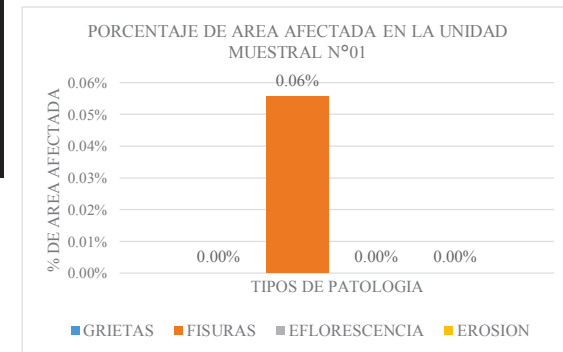 PORCENTAJE DE AREA AFECTADA EN LA UNIDAD
MUESTRAL N°01
% DE AREA AFECTADA
0.06%
0.05%
0.04%
0.03%
0.02%
0.01%
0.00%
0.00%
0.06%
0.00%
0.00%
TIPOS DE PATOLOGIA
GRIETAS FISURAS EFLORESCENCIA EROSION